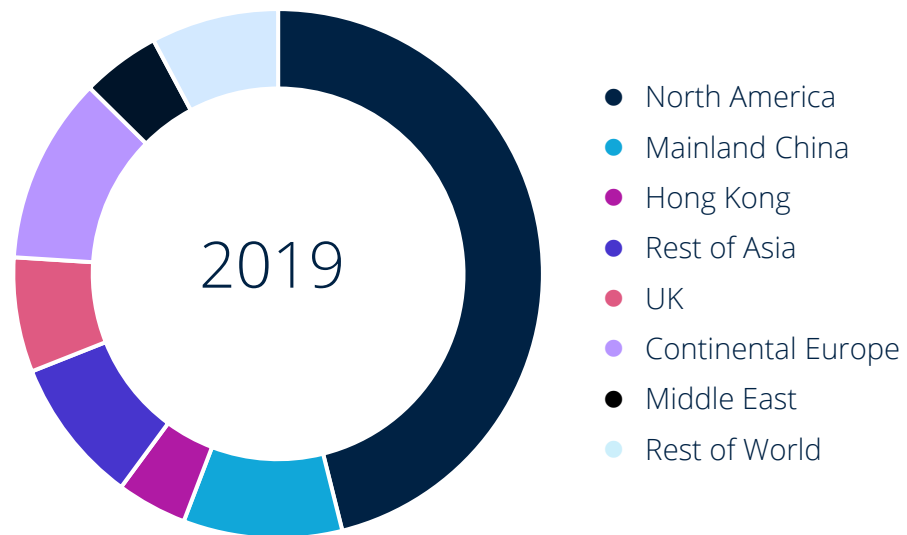 2019
North America
Mainland China
Hong Kong
Rest of Asia
UK
Continental Europe
Middle East
Rest of World